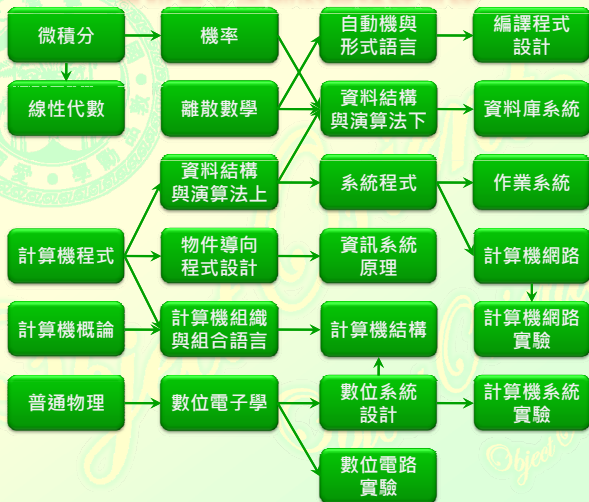 微積分
機率
自動機與
形式語言
編譯程式
設計
線性代數
離散數學
資料結構
與演算法下
資料庫系統
資料結構
與演算法上
系統程式
作業系統
計算機程式
物件導向
程式設計
資訊系統
原理
計算機網路
計算機概論
計算機組織
與組合語言
計算機結構
計算機網路
實驗
普通物理
數位電子學
數位系統
設計
計算機系統
實驗
數位電路
實驗
Object